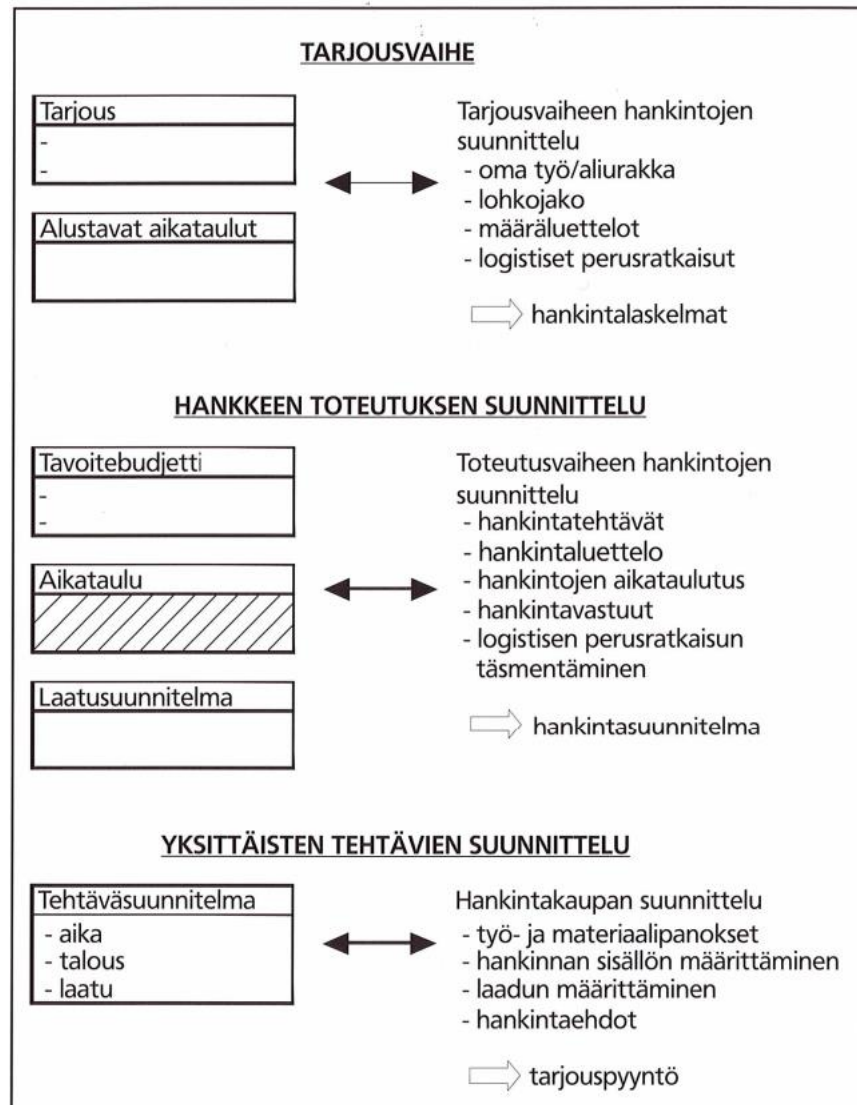 TARJOUSVAIHE
Tarjous
-
-
Alustavat aikataulut
Tarjousvaiheen hankintojen
suunnittelu
- oma työ/aliurakka
- lohkojako
- määräluettelot
- logistiset perusratkaisut
hankintalaskelmat
HANKKEEN TOTEUTUKSEN SUUNNITTELU
Tavoitebudjetti
-
-
Aikataulu
Laatusuunnitelma
Toteutusvaiheen hankintojen
suunnittelu
- hankintatehtävät
- hankintaluettelo
- hankintojen aikataulutus
- hankintavastuut
- logistisen perusratkaisun
täsmentäminen
hankintasuunnitelma
YKSITTÄISTEN TEHTÄVIEN SUUNNITTELU
Tehtäväsuunnitelma
- aika
- talous
- laatu
Hankintakaupan suunnittelu
- työ- ja materiaalipanokset
- hankinnan sisällön määrittäminen
- laadun määrittäminen
- hankintaehdot
tarjouspyyntö